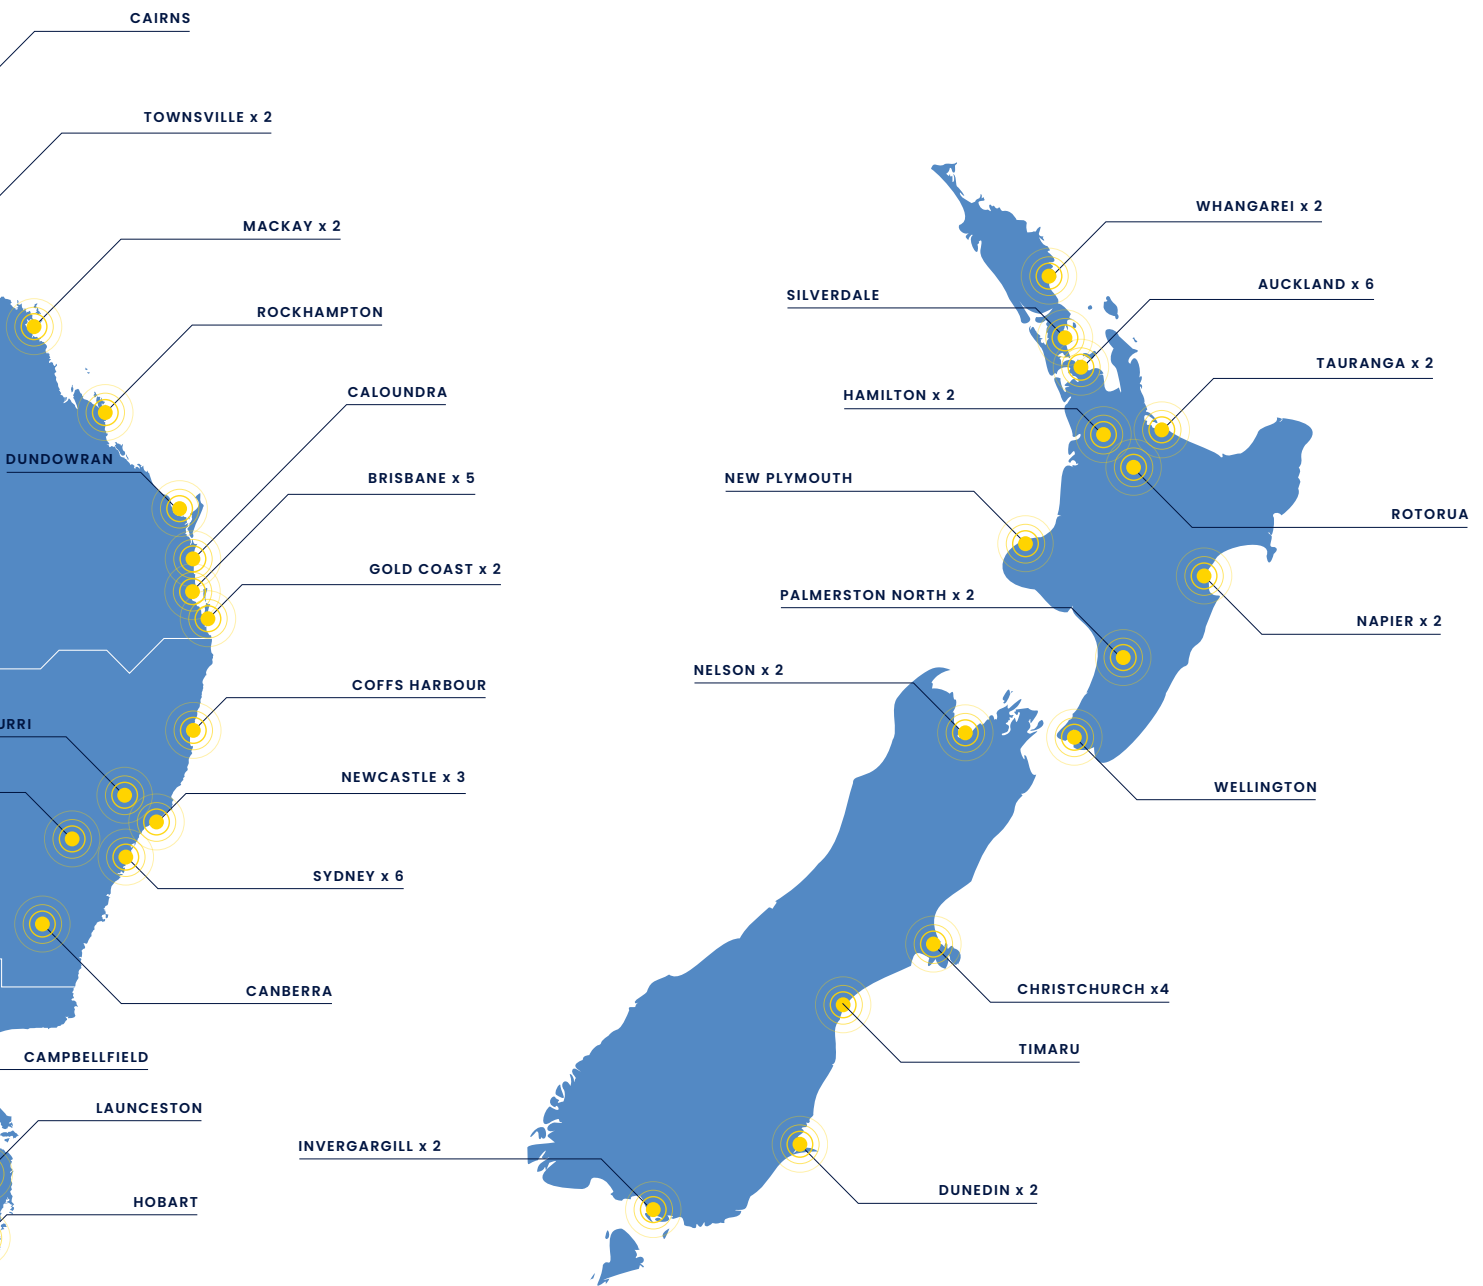 CAIRNS
TOWNSVILLE x 2
MACKAY x 2
ROCKHAMPTON
CALOUNDRA
DUNDOWRAN
BRISBANE x 5
GOLD COAST x 2
COFFS HARBOUR
URRI
NEWCASTLE x 3
SYDNEY x 6
CANBERRA
CAMPBELLFIELD
LAUNCESTON
HOBART
WHANGAREI x 2
SILVERDALE
AUCKLAND x 6
TAURANGA x 2
HAMILTON x 2
NEW PLYMOUTH
ROTORUA
PALMERSTON NORTH x 2
NAPIER x 2
NELSON x 2
WELLINGTON
CHRISTCHURCH x4
TIMARU
INVERGARGILL x 2
DUNEDIN x 2